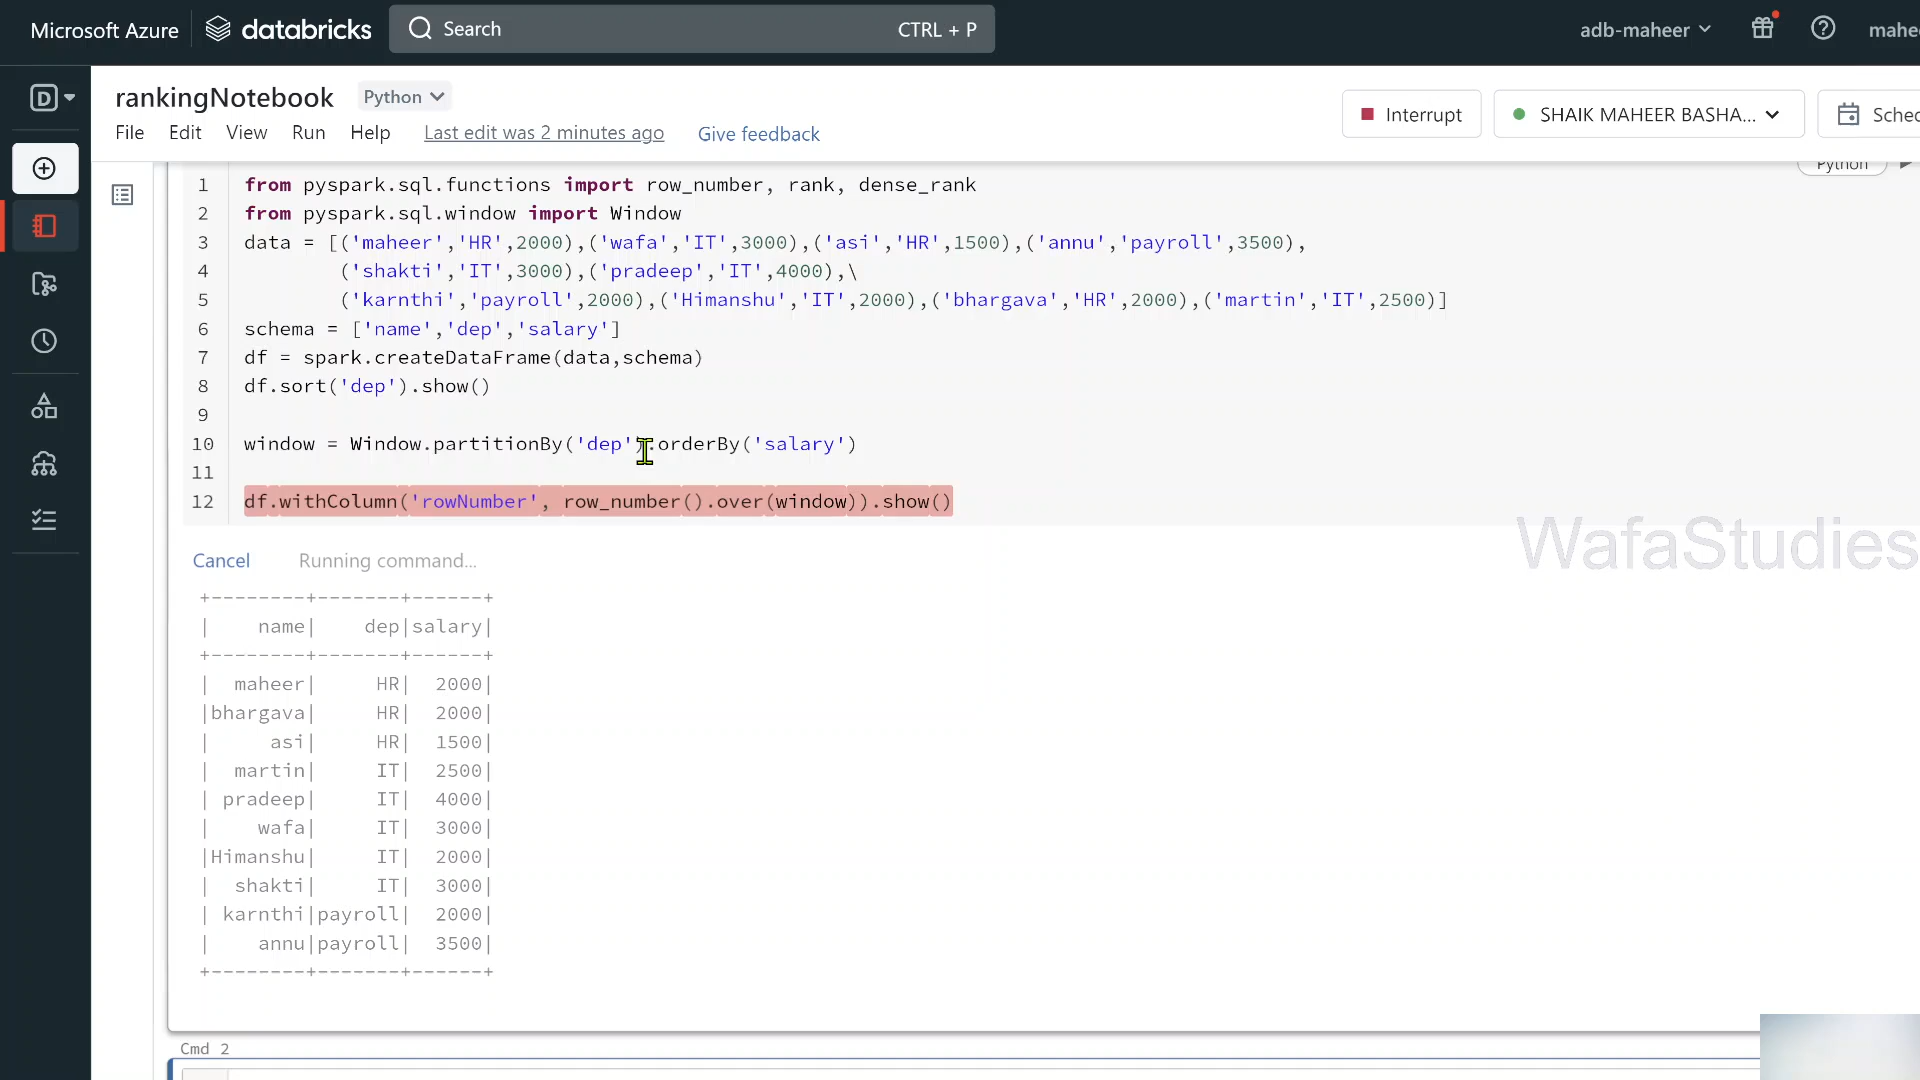 Microsoft Azure databricks Search CTRL + P adb-maheer mahe
rankingNotebook Python
File Edit View Run Help Last edit was 2 minutes ago Give feedback
Interrupt SHAIK MAHEER BASHA... Sched
Python
1 from pyspark.sql.functions import row_number, rank, dense_rank
2 from pyspark.sql.window import Window
3 data = [('maheer','HR',2000),('wafa','IT',3000),('asi','HR',1500),('annu','payroll',3500),
4 ('shakti','IT',3000),('pradeep','IT',4000),\
5 ('karnthi','payroll',2000),('Himanshu','IT',2000),('bhargava','HR',2000),('martin','IT',2500)]
6 schema = ['name','dep','salary']
7 df = spark.createDataFrame(data,schema)
8 df.sort('dep').show()
9
10 window = Window.partitionBy('dep').orderBy('salary')
11
12 df.withColumn('rowNumber', row_number().over(window)).show()
WafaStudies
Cancel Running command...
+--------+-------+------+
|    name|    dep|salary|
+--------+-------+------+
|  maheer|     HR|  2000|
|bhargava|     HR|  2000|
|     asi|     HR|  1500|
|  martin|     IT|  2500|
| pradeep|     IT|  4000|
|    wafa|     IT|  3000|
|Himanshu|     IT|  2000|
|  shakti|     IT|  3000|
| karnthi|payroll|  2000|
|    annu|payroll|  3500|
+--------+-------+------+
Cmd 2